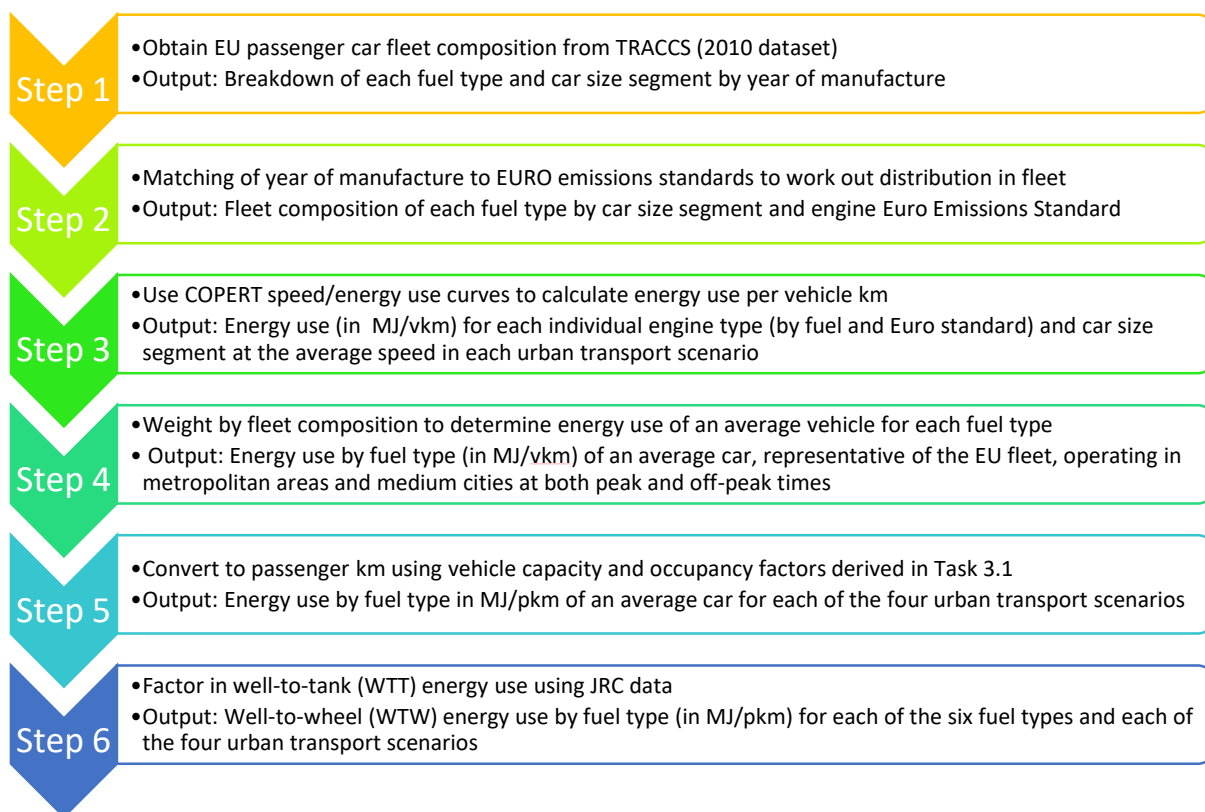 Step 1
•Obtain EU passenger car fleet composition from TRACCS (2010 dataset)
•Output: Breakdown of each fuel type and car size segment by year of manufacture
Step 2
•Matching of year of manufacture to EURO emissions standards to work out distribution in fleet
•Output: Fleet composition of each fuel type by car size segment and engine Euro Emissions Standard
Step 3
•Use COPERT speed/energy use curves to calculate energy use per vehicle km
•Output: Energy use (in MJ/vkm) for each individual engine type (by fuel and Euro standard) and car size
segment at the average speed in each urban transport scenario
Step 4
•Weight by fleet composition to determine energy use of an average vehicle for each fuel type
• Output: Energy use by fuel type (in MJ/vkm) of an average car, representative of the EU fleet, operating in
metropolitan areas and medium cities at both peak and off-peak times
Step 5
•Convert to passenger km using vehicle capacity and occupancy factors derived in Task 3.1
•Output: Energy use by fuel type in MJ/pkm of an average car for each of the four urban transport scenarios
Step 6
•Factor in well-to-tank (WTT) energy use using JRC data
•Output: Well-to-wheel (WTW) energy use by fuel type (in MJ/pkm) for each of the six fuel types and each of
the four urban transport scenarios